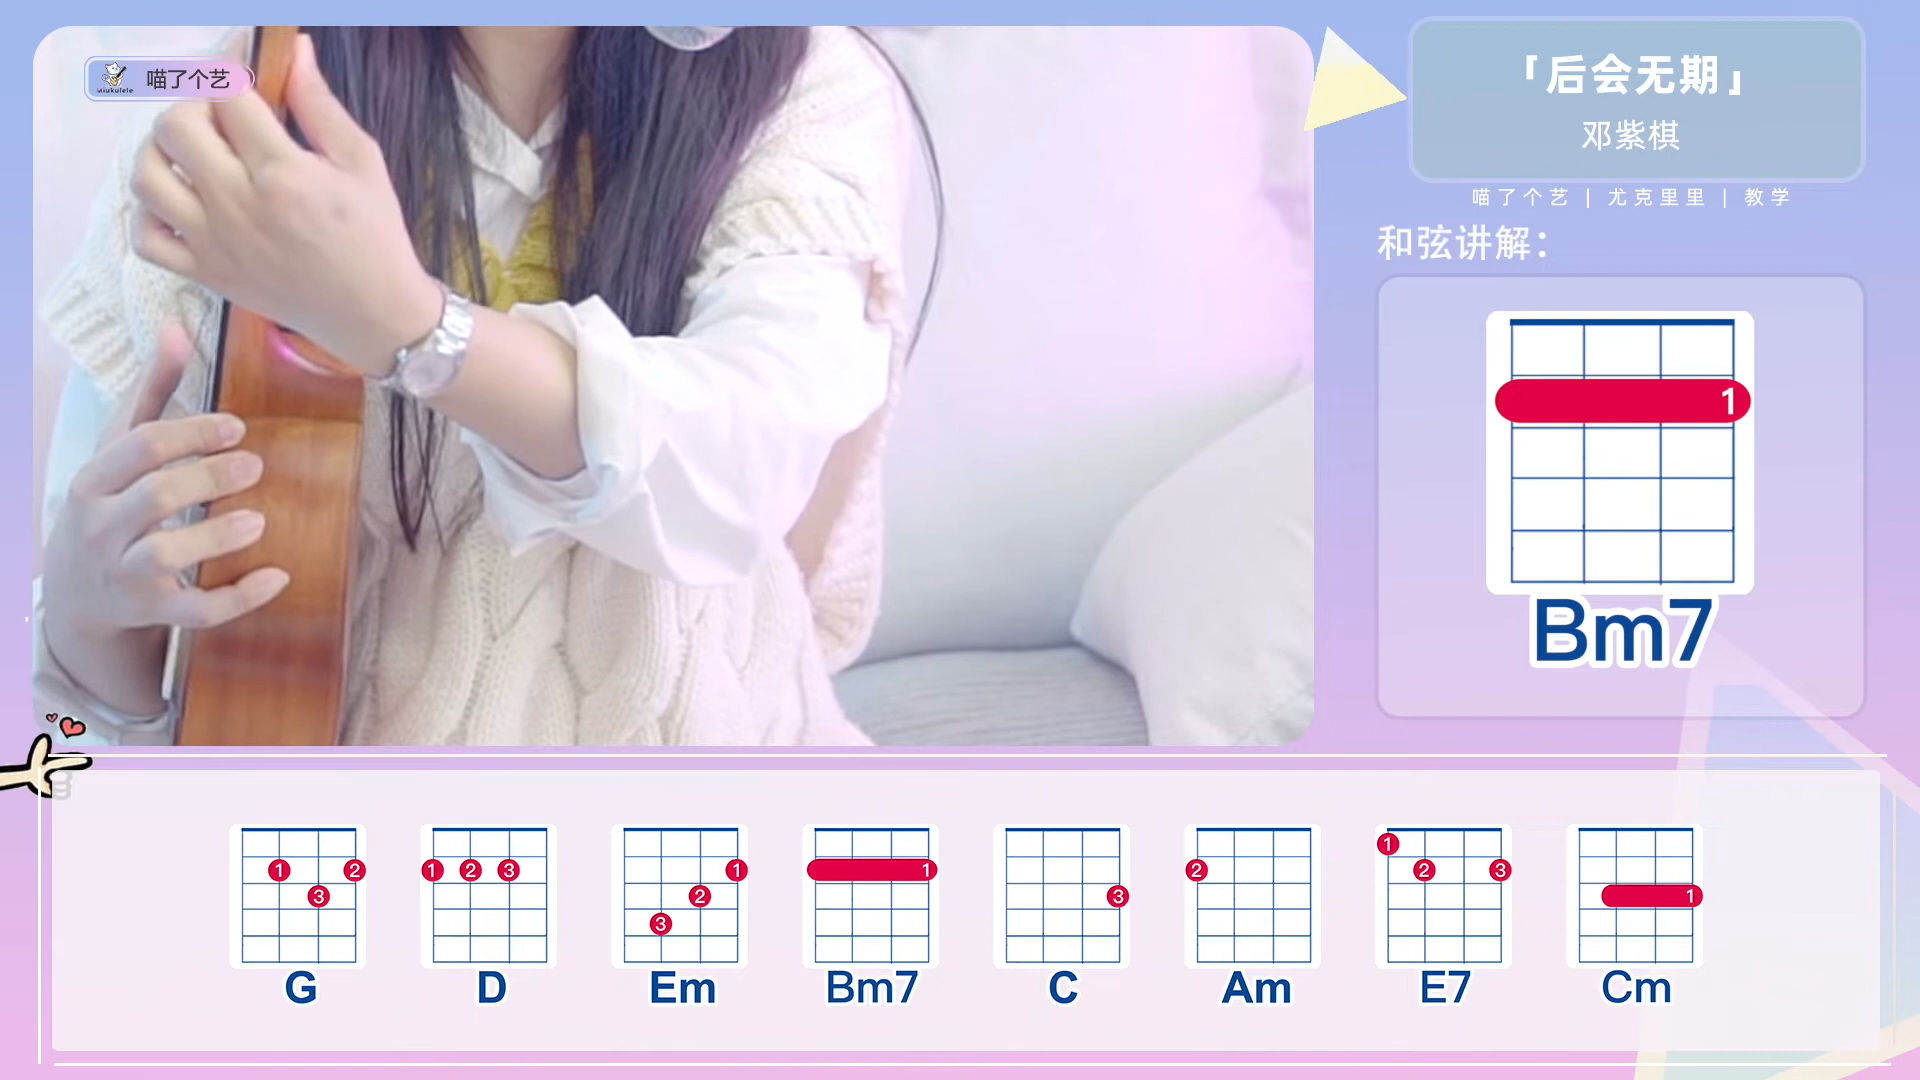 喵了个艺
「后会无期」
邓紫棋
喵了个艺 | 尤克里里 | 教学
和弦讲解：
1
Bm7
1 2 3
1 2 3
1 2 3
1
3
2
1 2 3
1
G D Em Bm7 C Am E7 Cm